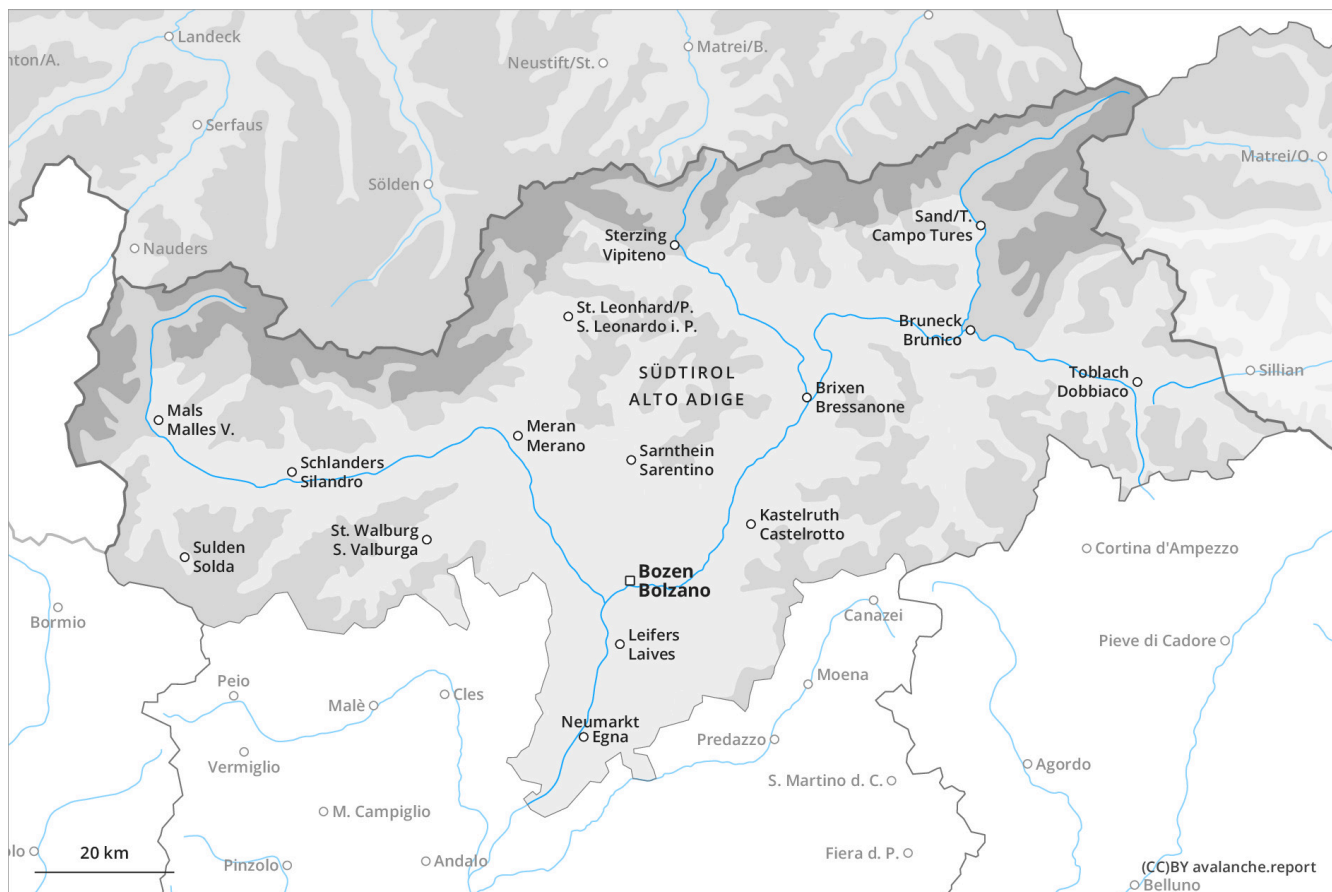 Landeck
nton/A.
Neustift/St.
Matrei/B.
Serfaus
Matrei/O.
Sölden
Sand/T.
Campo Tures
Sterzing
Vipiteno
Nauders
St. Leonhard/P.
S. Leonardo i. P.
Bruneck
Brunico
SÜDTIROL
ALTO ADIGE
Toblach
Dobbiaco
Sillian
Brixen
Bressanone
Mals
Malles V.
Meran
Merano
Schlanders
Silandro
Sarnthein
Sarentino
Kastelruth
Castelrotto
St. Walburg
S. Valburga
Sulden
Solda
Cortina d'Ampezzo
Bozen
Bolzano
Bormio
Canazei
Leifers
Laives
Pieve di Cadore
Peio
Malè
Cles
Moena
Neumarkt
Egna
Predazzo
Vermiglio
Agordo
S. Martino d. C.
M. Campiglio
20 km
olo
Pinzolo
Andalo
Fiera d. P.
(CC)BY avalanche.report
Belluno